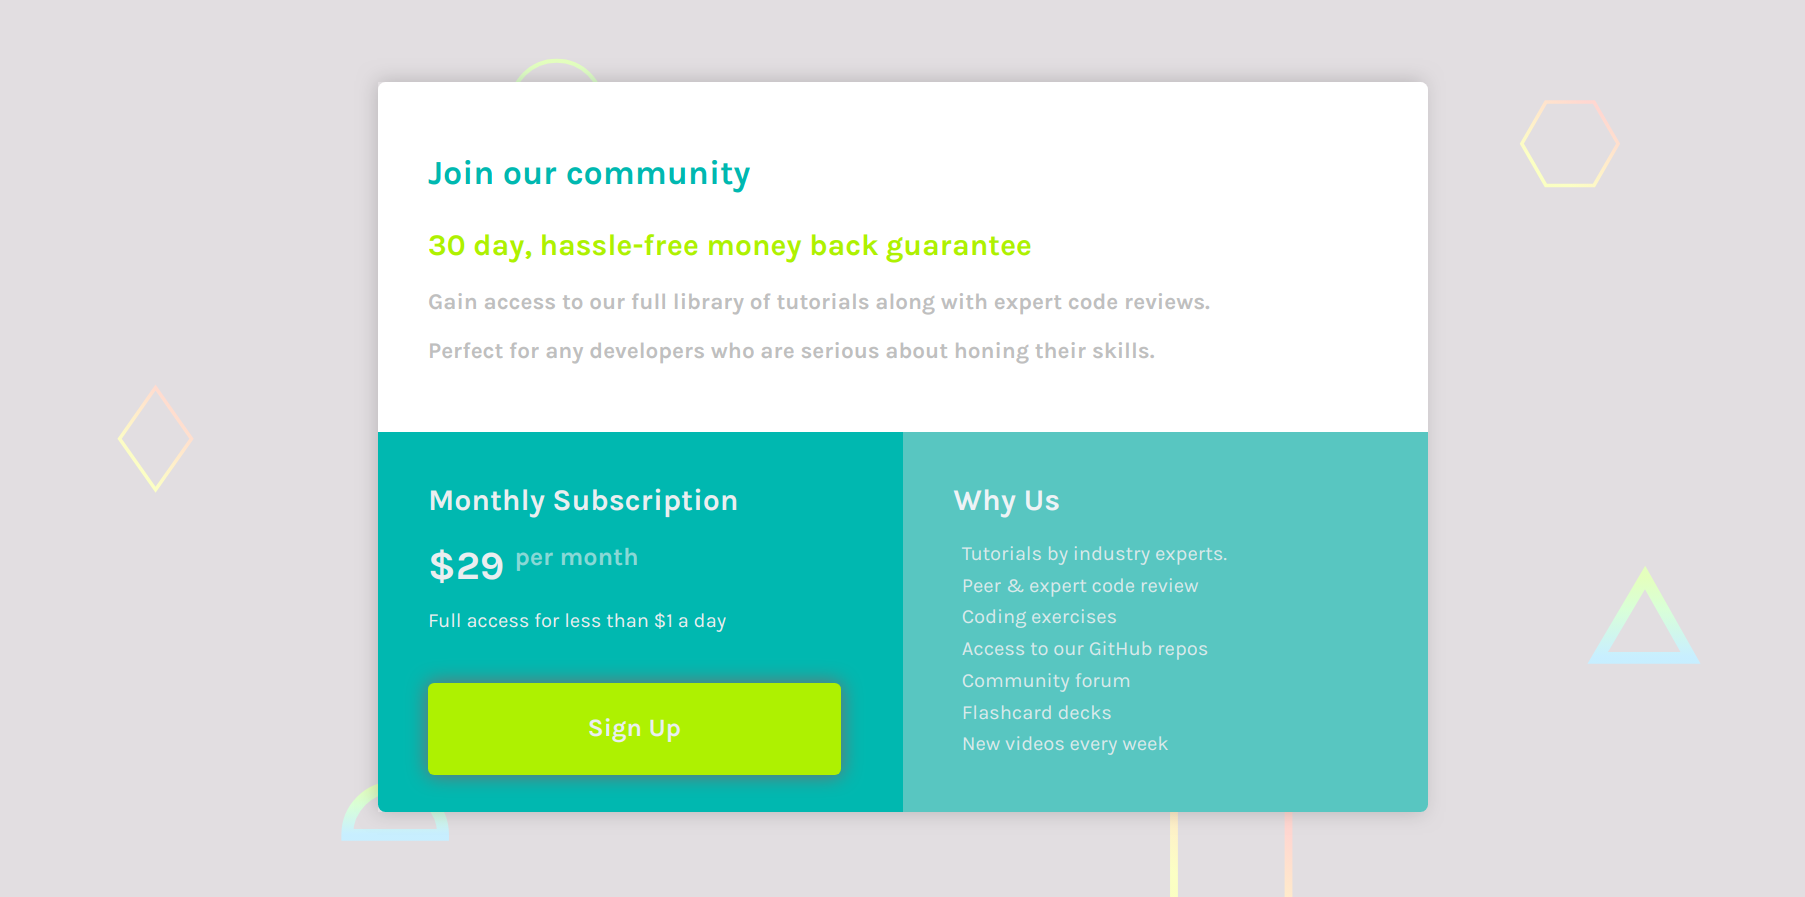 Join our community
30 day, hassle-free money back guarantee
Gain access to our full library of tutorials along with expert code reviews.
Perfect for any developers who are serious about honing their skills.
Monthly Subscription
$29 per month
Full access for less than $1 a day
Sign Up
Why Us
Tutorials by industry experts.
Peer & expert code review
Coding exercises
Access to our GitHub repos
Community forum
Flashcard decks
New videos every week